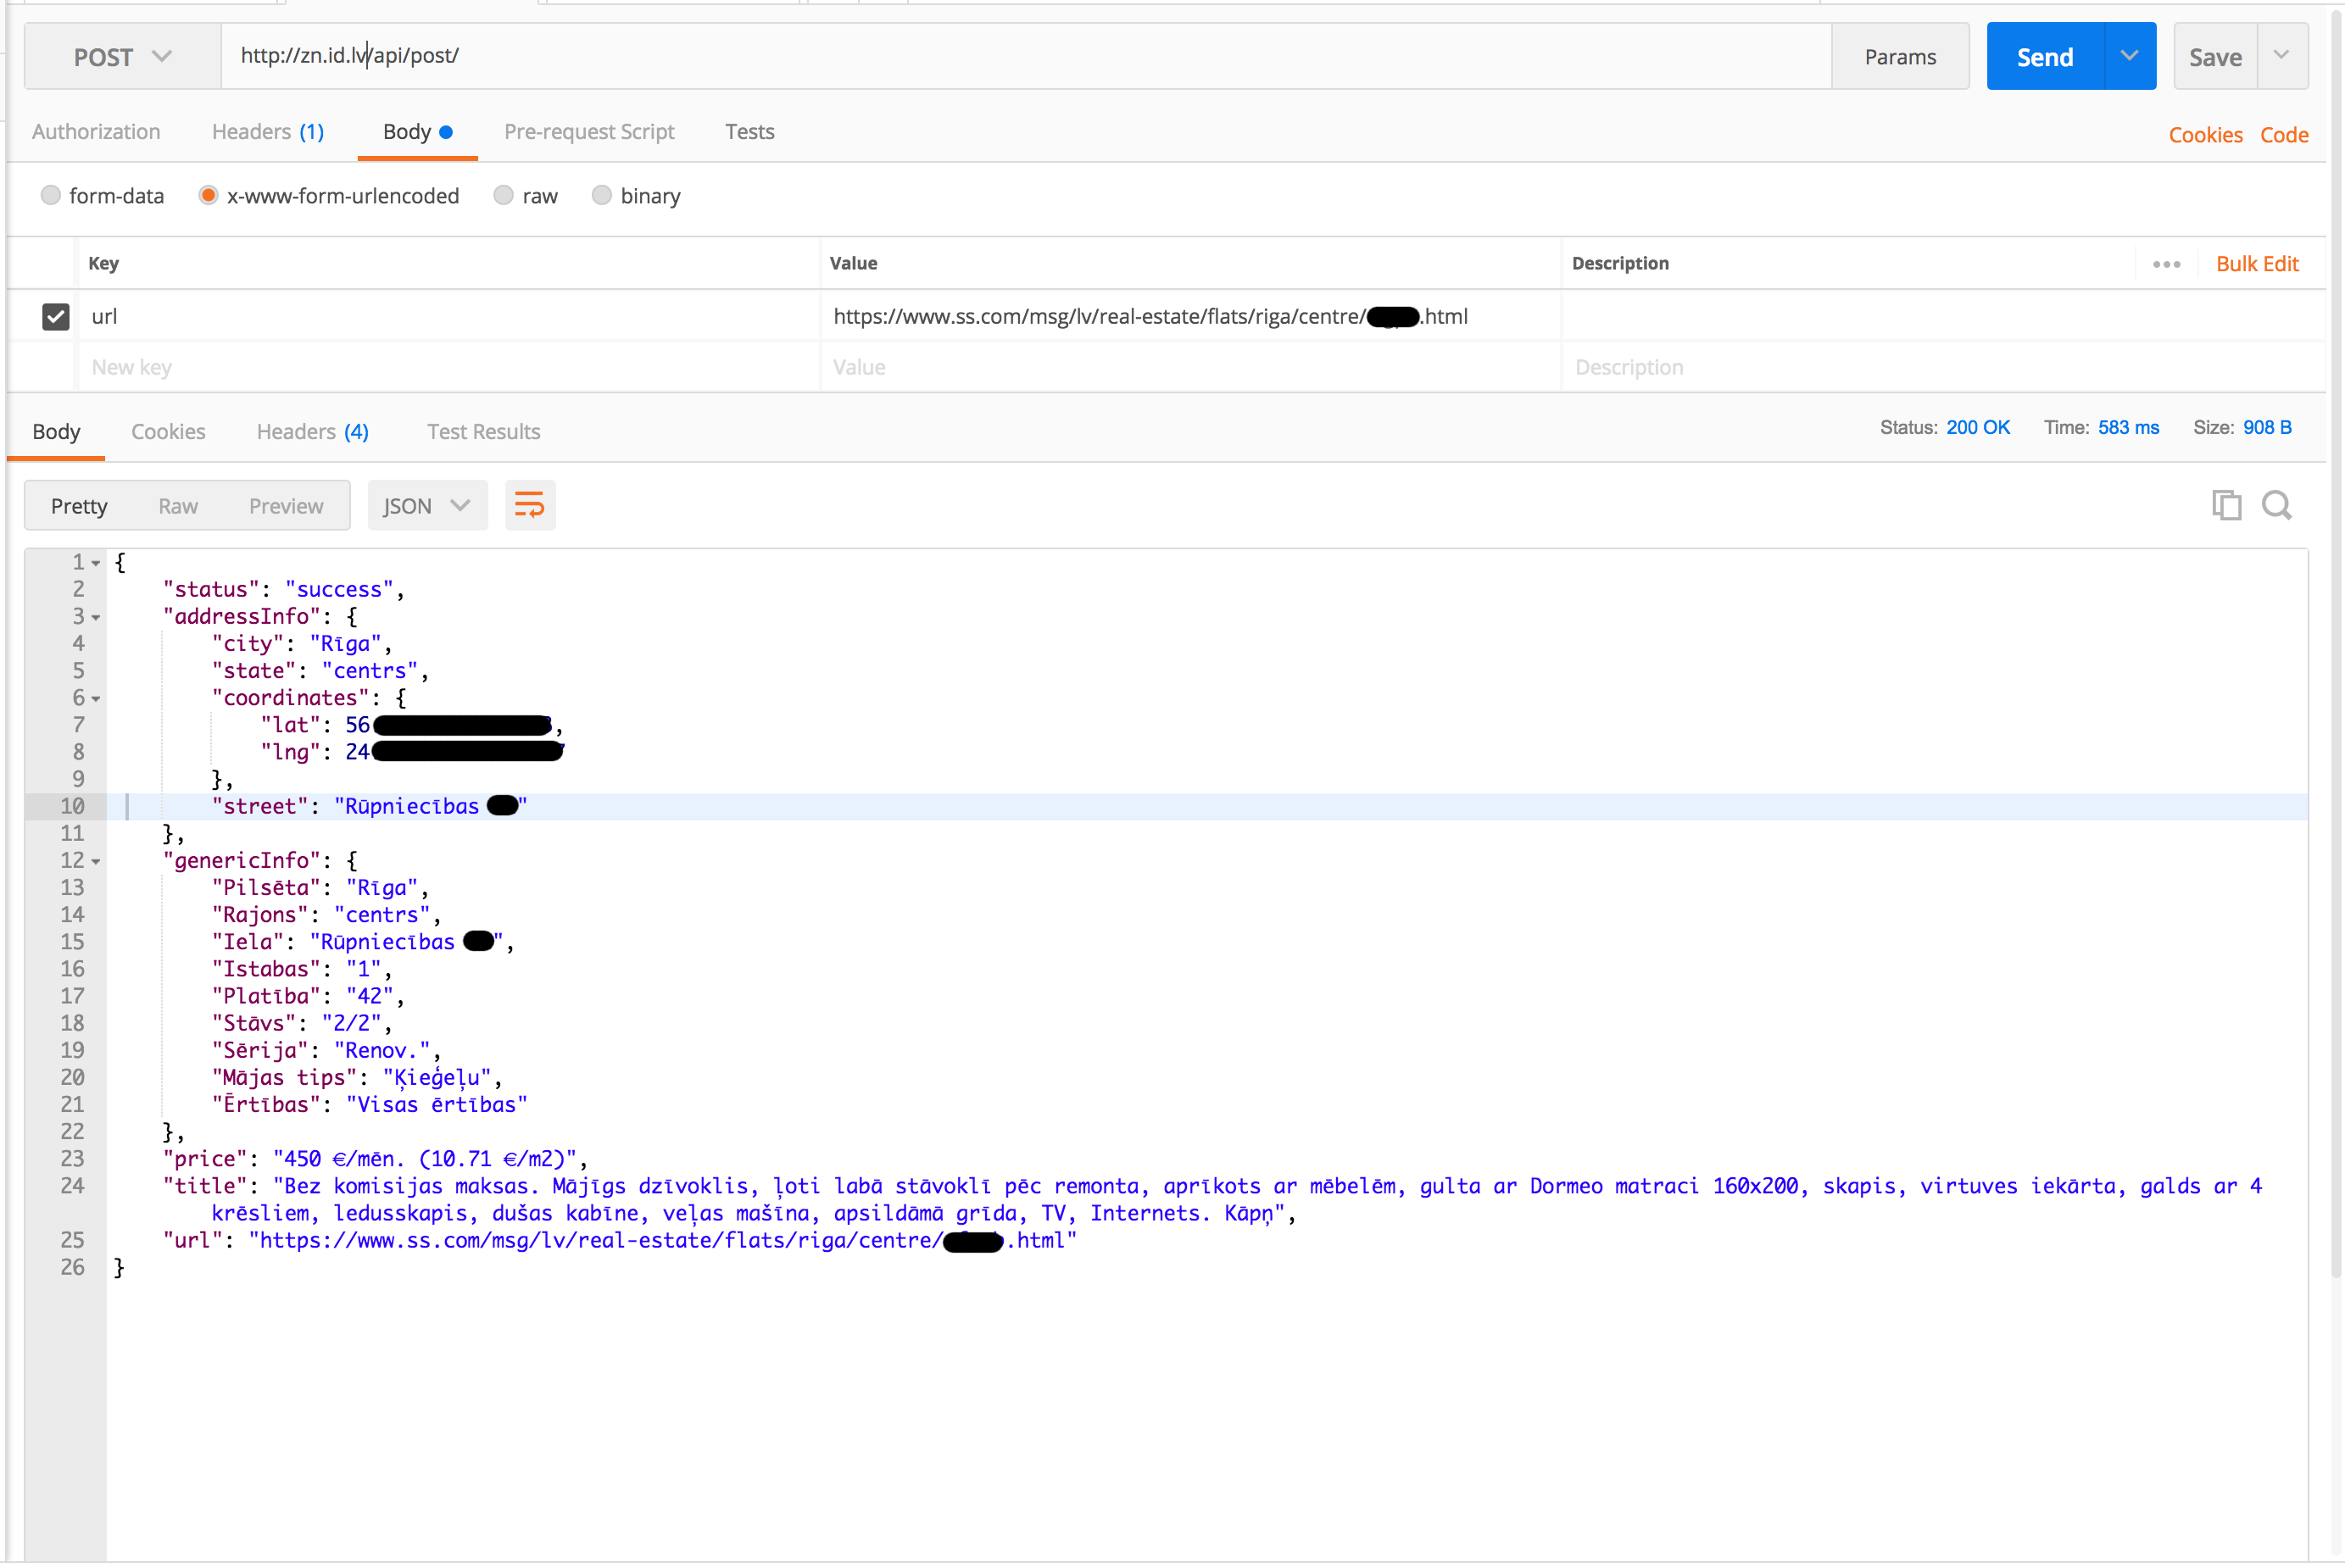 POST http://zn.id.lv/api/post/ Params Send Save
Authorization Headers (1) Body Pre-request Script Tests Cookies Code
form-data x-www-form-urlencoded raw binary
Key Value Description ••• Bulk Edit
url https://www.ss.com/msg/lv/real-estate/flats/riga/centre/ .html
New key Value Description
Body Cookies Headers (4) Test Results Status: 200 OK Time: 583 ms Size: 908 B
Pretty Raw Preview JSON
1 {
2 "status": "success",
3 "addressInfo": {
4 "city": "Rīga",
5 "state": "centrs",
6 "coordinates": {
7 "lat": 56 ,
8 "lng": 24
9 },
10 "street": "Rūpniecības "
11 },
12 "genericInfo": {
13 "Pilsēta": "Rīga",
14 "Rajons": "centrs",
15 "Iela": "Rūpniecības ",
16 "Istabas": "1",
17 "Platība": "42",
18 "Stāvs": "2/2",
19 "Sērija": "Renov.",
20 "Mājas tips": "Ķieģeļu",
21 "Ērtības": "Visas ērtības"
22 },
23 "price": "450 €/mēn. (10.71 €/m2)",
24 "title": "Bez komisijas maksas. Mājīgs dzīvoklis, ļoti labā stāvoklī pēc remonta, aprīkots ar mēbelēm, gulta ar Dormeo matraci 160x200, skapis, virtuves iekārta, galds ar 4
krēsliem, ledusskapis, dušas kabīne, veļas mašīna, apsildāmā grīda, TV, Internets. Kāpņ",
25 "url": "https://www.ss.com/msg/lv/real-estate/flats/riga/centre/ .html"
26 }